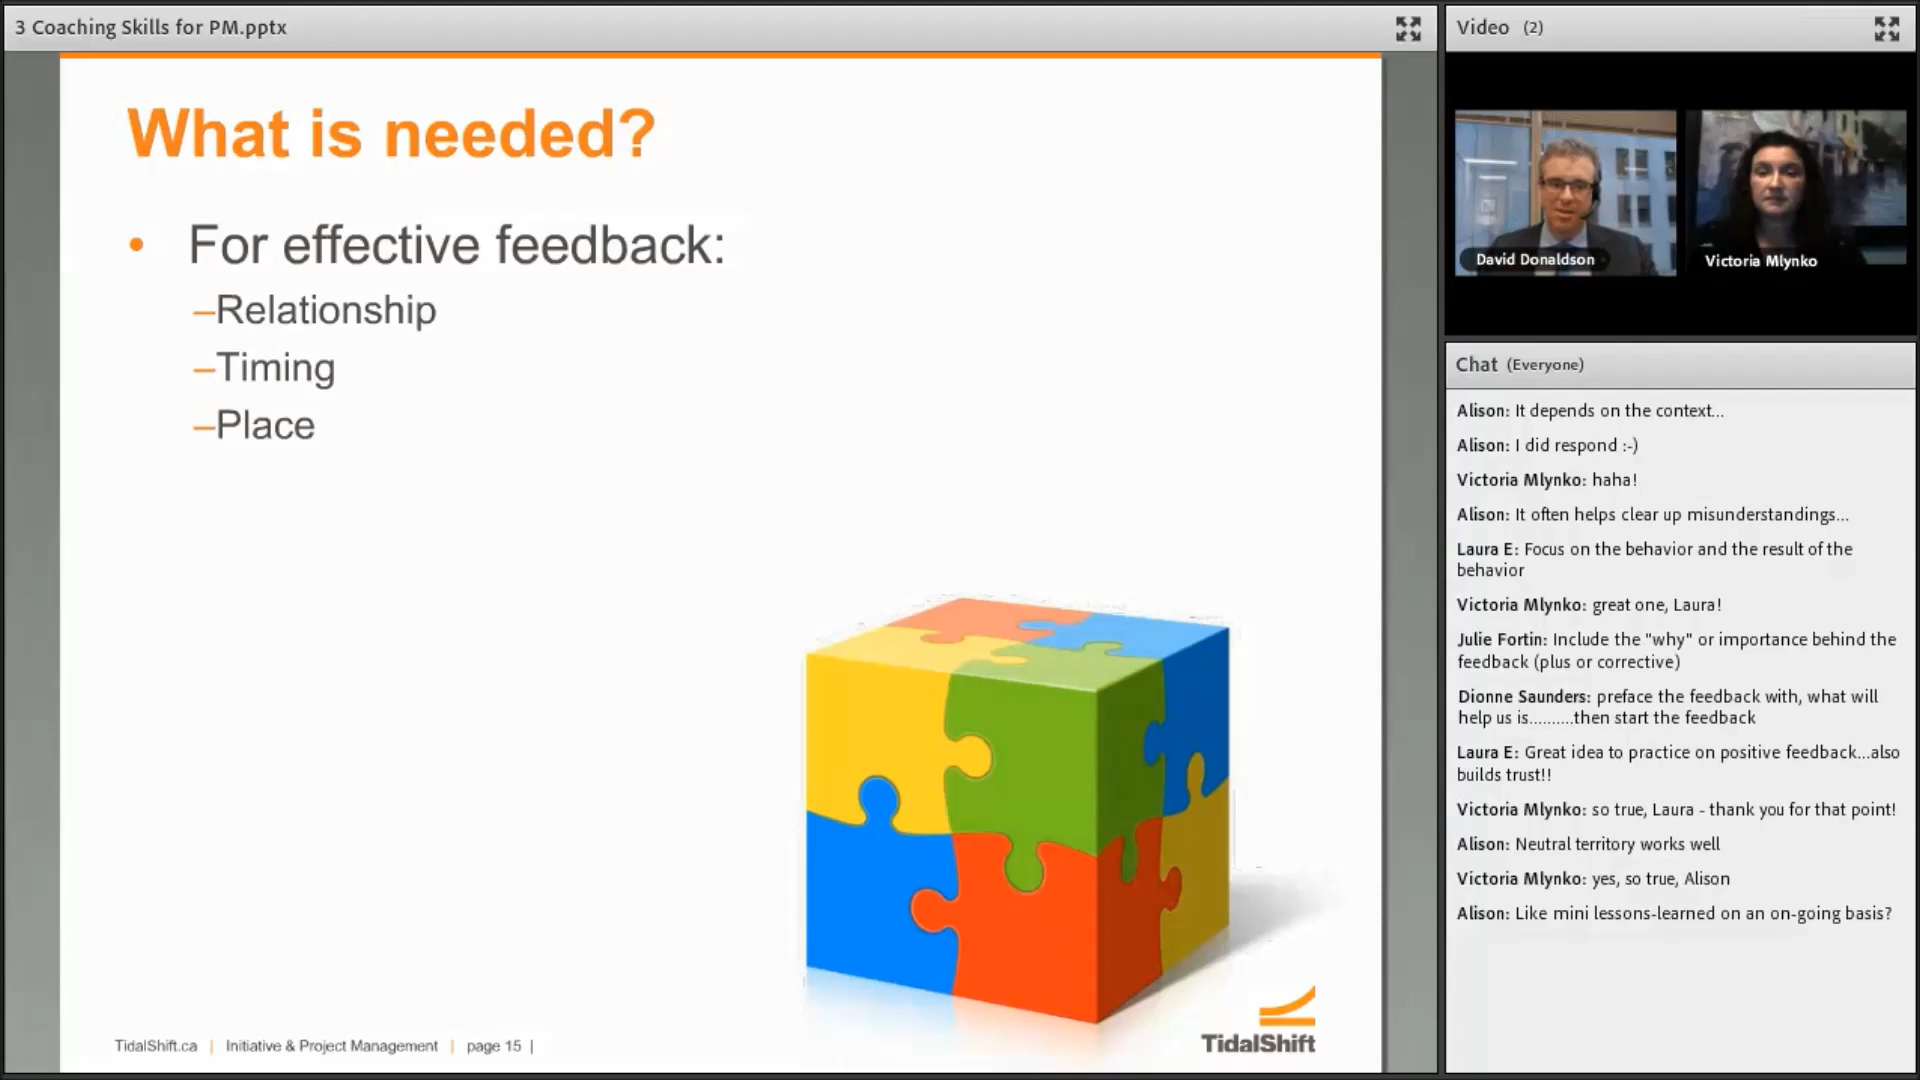 3 Coaching Skills for PM.pptx
What is needed?
• For effective feedback:
–Relationship
–Timing
–Place
TidalShift.ca | Initiative & Project Management | page 15 |
TidalShift
Video (2)
David Donaldson
Victoria Mlynko
Chat (Everyone)
Alison: It depends on the context...
Alison: I did respond :-)
Victoria Mlynko: haha!
Alison: It often helps clear up misunderstandings...
Laura E: Focus on the behavior and the result of the
behavior
Victoria Mlynko: great one, Laura!
Julie Fortin: Include the "why" or importance behind the
feedback (plus or corrective)
Dionne Saunders: preface the feedback with, what will
help us is..........then start the feedback
Laura E: Great idea to practice on positive feedback...also
builds trust!!
Victoria Mlynko: so true, Laura - thank you for that point!
Alison: Neutral territory works well
Victoria Mlynko: yes, so true, Alison
Alison: Like mini lessons-learned on an on-going basis?